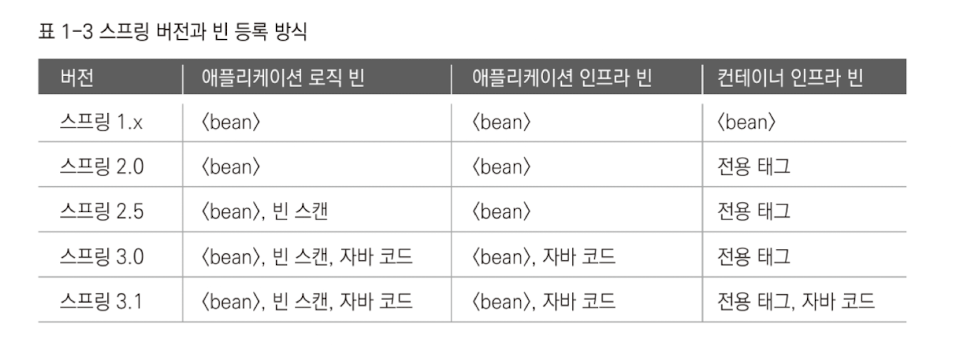 표 1-3 스프링 버전과 빈 등록 방식
버전 애플리케이션 로직 빈 애플리케이션 인프라 빈 컨테이너 인프라 빈
스프링 1.x 〈bean〉 〈bean〉 〈bean〉
스프링 2.0 〈bean〉 〈bean〉 전용 태그
스프링 2.5 〈bean〉, 빈 스캔 〈bean〉 전용 태그
스프링 3.0 〈bean〉, 빈 스캔, 자바 코드 〈bean〉, 자바 코드 전용 태그
스프링 3.1 〈bean〉, 빈 스캔, 자바 코드 〈bean〉, 자바 코드 전용 태그, 자바 코드